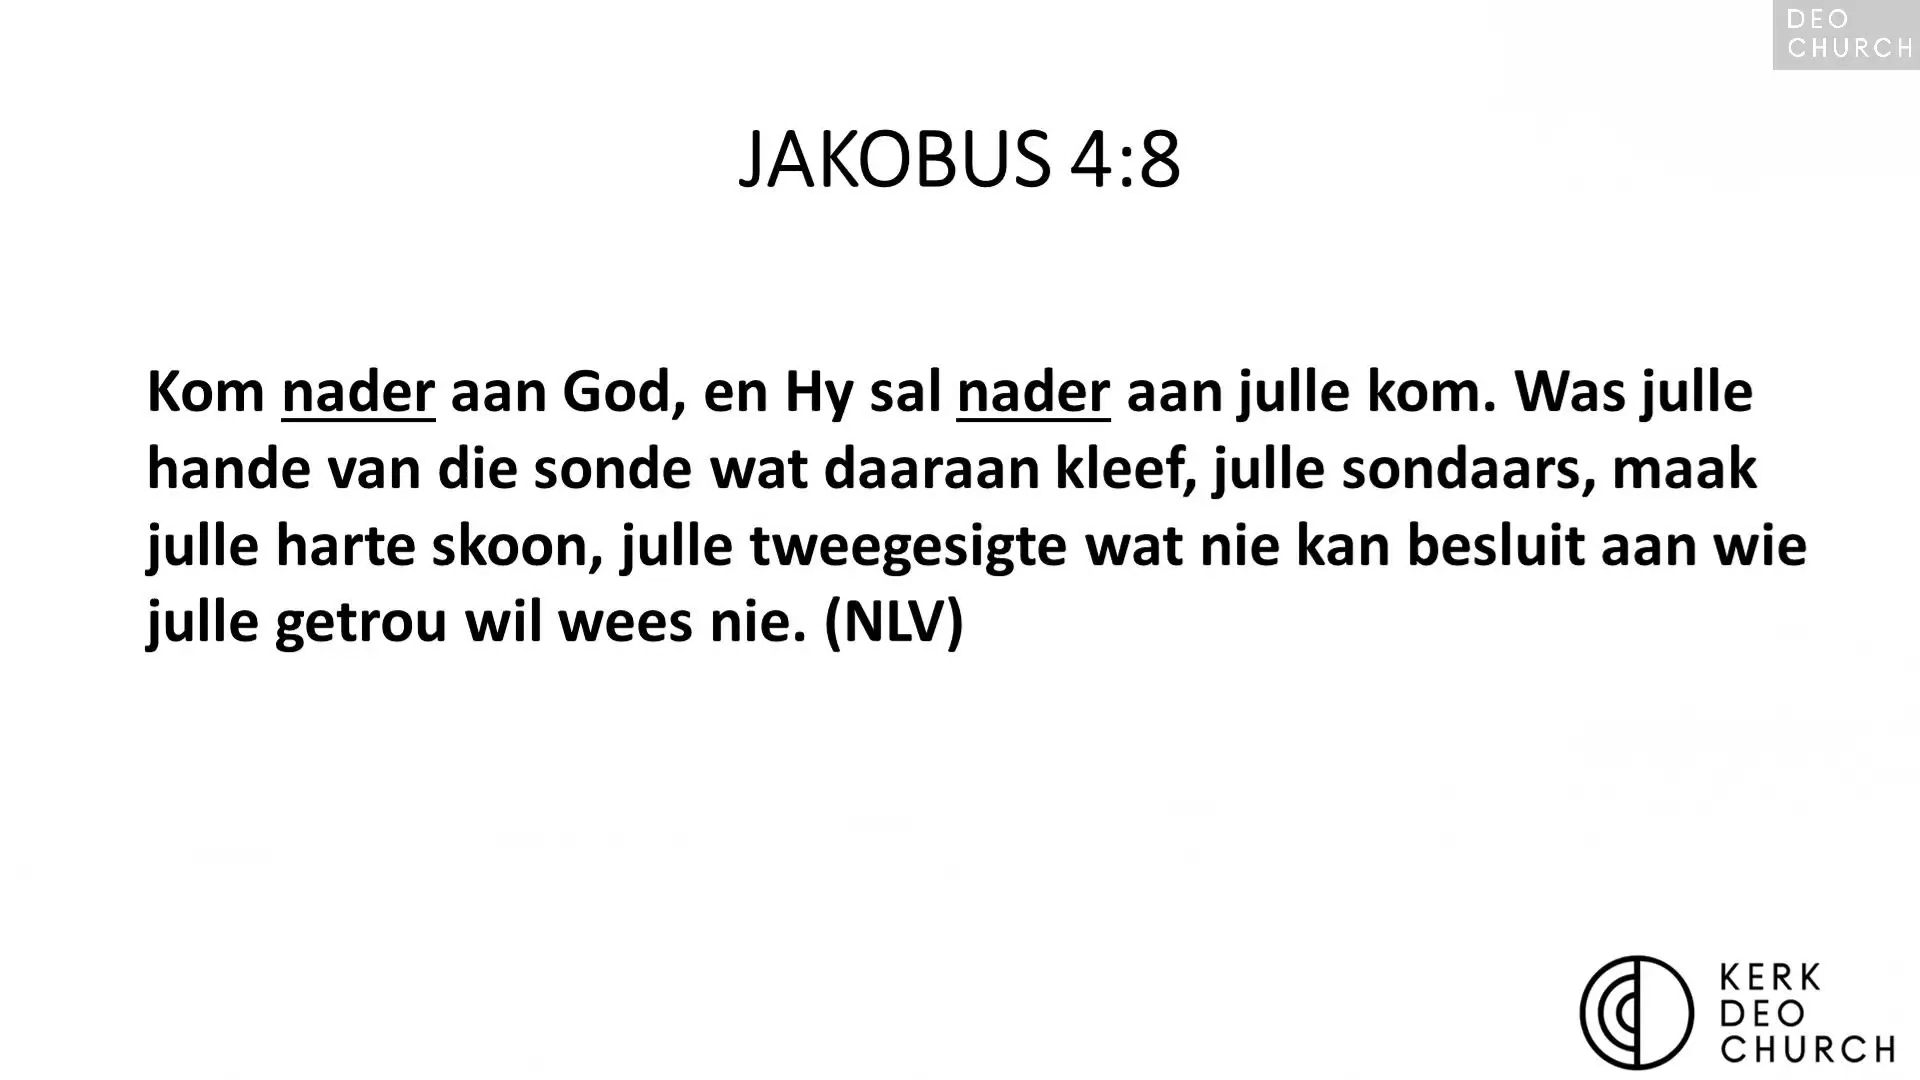 DEO
CHURCH
JAKOBUS 4:8
Kom nader aan God, en Hy sal nader aan julle kom. Was julle
hande van die sonde wat daaraan kleef, julle sondaars, maak
julle harte skoon, julle tweegesigte wat nie kan besluit aan wie
julle getrou wil wees nie. (NLV)
KERK
DEO
CHURCH